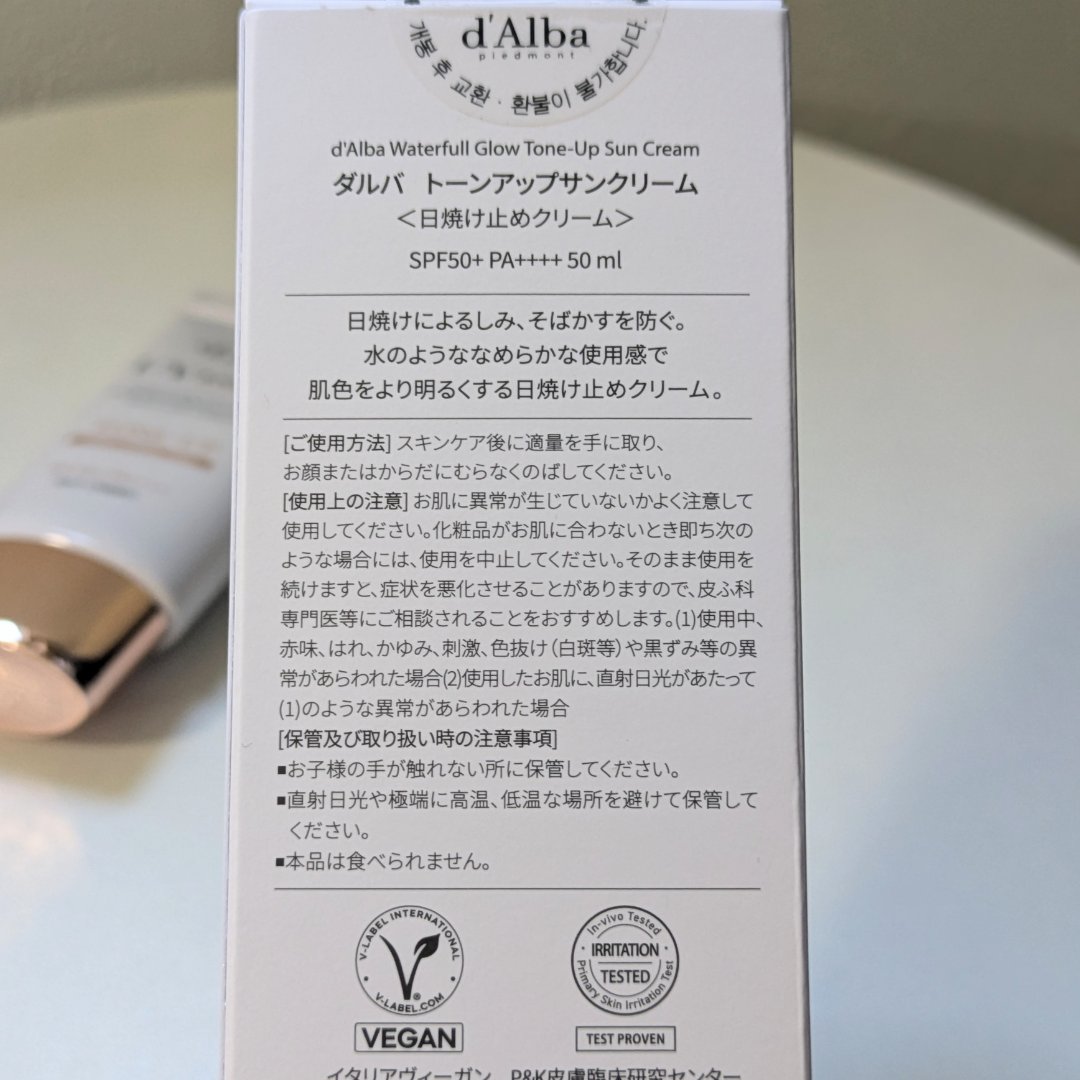 d'Alba
piedmont
개봉 후 교환·환불이 불가합니다.
d'Alba Waterfull Glow Tone-Up Sun Cream
ダルバ トーンアップサンクリーム
＜日焼け止めクリーム＞
SPF50+ PA++++ 50 ml
日焼けによるしみ、そばかすを防ぐ。
水のようななめらかな使用感で
肌色をより明るくする日焼け止めクリーム。
[ご使用方法] スキンケア後に適量を手に取り、
お顔またはからだにむらなくのばしてください。
[使用上の注意] お肌に異常が生じていないかよく注意して
使用してください。化粧品がお肌に合わないとき即ち次の
ような場合には、使用を中止してください。そのまま使用を
続けますと、症状を悪化させることがありますので、皮ふ科
専門医等にご相談されることをおすすめします。(1)使用中、
赤味、はれ、かゆみ、刺激、色抜け（白斑等）や黒ずみ等の異
常があらわれた場合(2)使用したお肌に、直射日光があたって
(1)のような異常があらわれた場合
[保管及び取り扱い時の注意事項]
■お子様の手が触れない所に保管してください。
■直射日光や極端に高温、低温な場所を避けて保管して
ください。
■本品は食べられません。
V-LABEL INTERNATIONAL
V-LABEL.COM
®
VEGAN
In-vivo Tested
IRRITATION
TESTED
Primary Skin Irritation Test
TEST PROVEN
イタリアヴィーガン P&K皮膚臨床研究センター